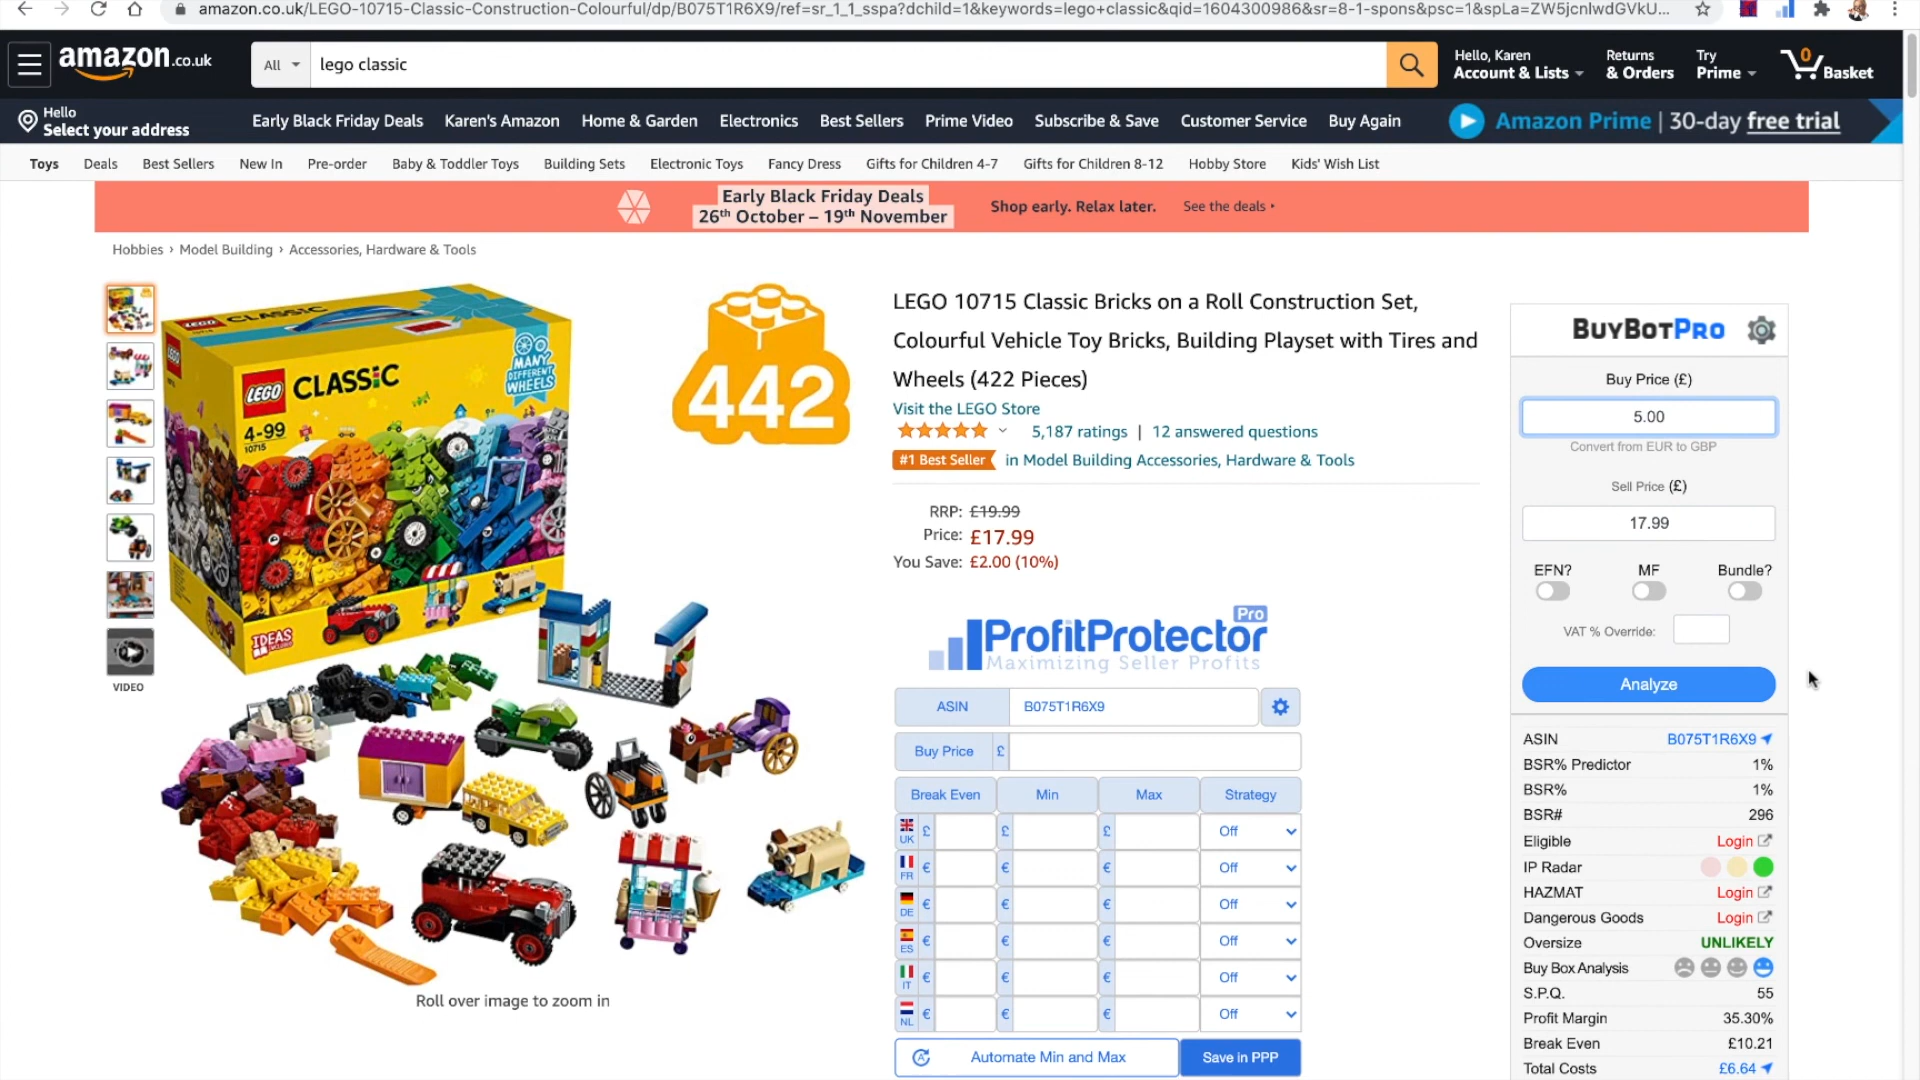 amazon.co.uk/LEGO-10715-Classic-Construction-Colourful/dp/B075T1R6X9/ref=sr_1_1_sspa?dchild=1&keywords=lego+classic&qid=1604300986&sr=8-1-spons&psc=1&spLa=ZW5jcnlwdGVkU...
amazon.co.uk
All
lego classic
Hello, Karen
Account & Lists
Returns
& Orders
Try
Prime
0
Basket
Hello
Select your address
Early Black Friday Deals
Karen's Amazon
Home & Garden
Electronics
Best Sellers
Prime Video
Subscribe & Save
Customer Service
Buy Again
Amazon Prime | 30-day free trial
Toys
Deals
Best Sellers
New In
Pre-order
Baby & Toddler Toys
Building Sets
Electronic Toys
Fancy Dress
Gifts for Children 4-7
Gifts for Children 8-12
Hobby Store
Kids' Wish List
Early Black Friday Deals
26th October – 19th November
Shop early. Relax later.
See the deals
Hobbies › Model Building › Accessories, Hardware & Tools
LEGO CLASSIC
LEGO
LEGO CLASSIC
4-99
10715
MANY
DIFFERENT
WHEELS
IDEAS
INCLUDED
442
VIDEO
Roll over image to zoom in
LEGO 10715 Classic Bricks on a Roll Construction Set,
Colourful Vehicle Toy Bricks, Building Playset with Tires and
Wheels (422 Pieces)
Visit the LEGO Store
5,187 ratings | 12 answered questions
#1 Best Seller in Model Building Accessories, Hardware & Tools
RRP: £19.99
Price: £17.99
You Save: £2.00 (10%)
ProfitProtector Pro
Maximizing Seller Profits
ASIN B075T1R6X9
Buy Price £
Break Even Min Max Strategy
UK £ £ £ Off
FR € € € Off
DE € € € Off
ES € € € Off
IT € € € Off
NL € € € Off
Automate Min and Max
Save in PPP
BUYBOTPRO
Buy Price (£)
5.00
Convert from EUR to GBP
Sell Price (£)
17.99
EFN? MF Bundle?
VAT % Override:
Analyze
ASIN B075T1R6X9
BSR% Predictor 1%
BSR% 1%
BSR# 296
Eligible Login
IP Radar
HAZMAT Login
Dangerous Goods Login
Oversize UNLIKELY
Buy Box Analysis
S.P.Q. 55
Profit Margin 35.30%
Break Even £10.21
Total Costs £6.64